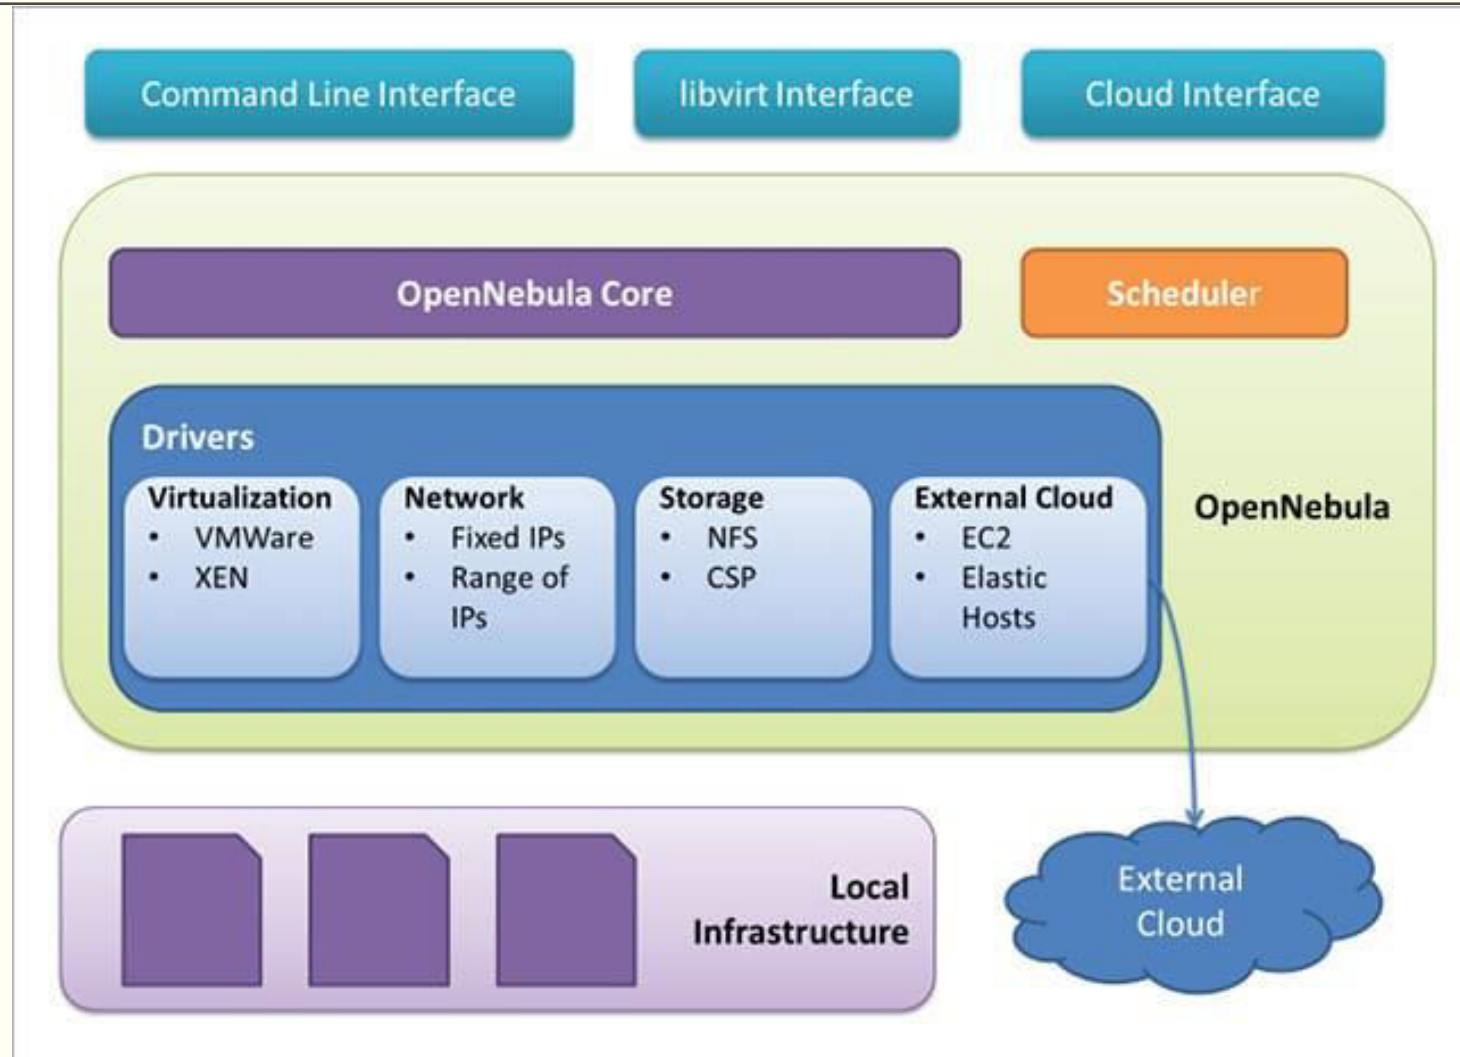 Command Line Interface
libvirt Interface
Cloud Interface
OpenNebula Core
Scheduler
Drivers
Virtualization
• VMWare
• XEN
Network
• Fixed IPs
• Range of
IPs
Storage
• NFS
• CSP
External Cloud
• EC2
• Elastic
Hosts
OpenNebula
Local
Infrastructure
External
Cloud